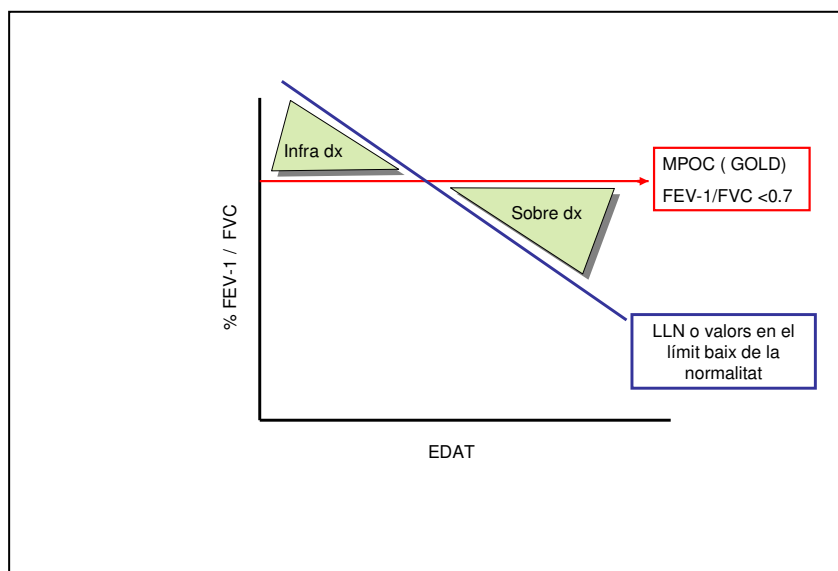 Infra dx
MPOC ( GOLD)
FEV-1/FVC <0.7
Sobre dx
% FEV-1 / FVC
LLN o valors en el
límit baix de la
normalitat
EDAT